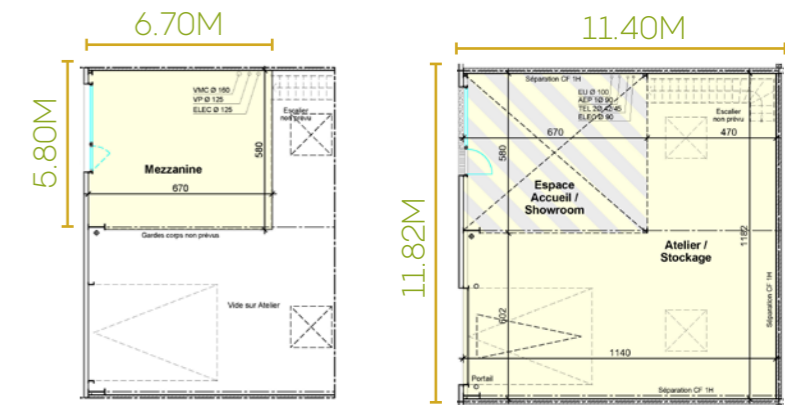 6.70M
5.80M
VMC Ø 160
VP Ø 125
ELEC Ø 125
Escalier
non prévu
580
Mezzanine
670
Gardes corps non prévus
Vide sur Atelier
11.40M
11.82M
Séparation CF 1H
EU Ø 100
AEP 1Ø 90
TEL 2Ø 42/45
ELEC Ø 90
Escalier
non prévu
670
470
580
Espace
Accueil /
Showroom
Atelier /
Stockage
1182
Séparation CF 1H
602
1140
Portail
Séparation CF 1H